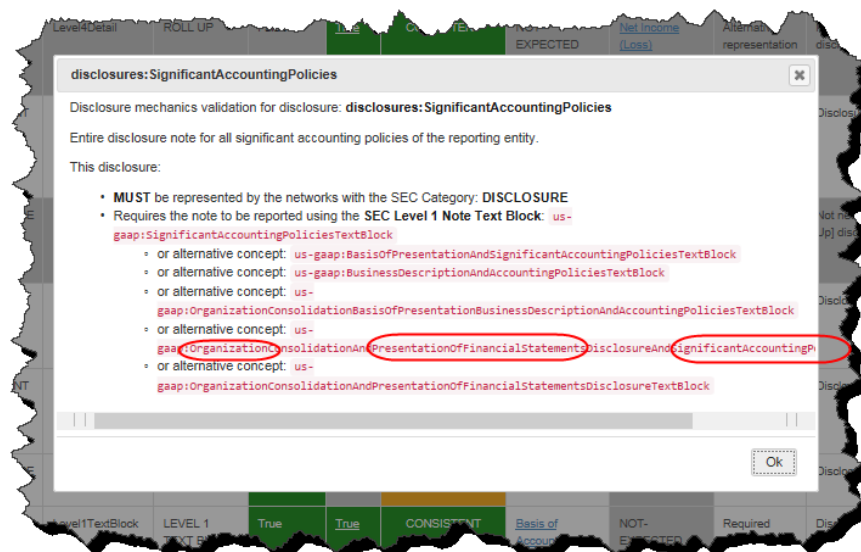 Level4Detail ROLL UP True NOT-EXPECTED Net Income (Loss) Alternative representation
disclosures:SignificantAccountingPolicies
Disclosure mechanics validation for disclosure: disclosures:SignificantAccountingPolicies
Entire disclosure note for all significant accounting policies of the reporting entity.
This disclosure:
• MUST be represented by the networks with the SEC Category: DISCLOSURE
• Requires the note to be reported using the SEC Level 1 Note Text Block: us-
gaap:SignificantAccountingPoliciesTextBlock
◦ or alternative concept: us-gaap:BasisOfPresentationAndSignificantAccountingPoliciesTextBlock
◦ or alternative concept: us-gaap:BusinessDescriptionAndAccountingPoliciesTextBlock
◦ or alternative concept: us-
gaap:OrganizationConsolidationBasisOfPresentationBusinessDescriptionAndAccountingPoliciesTextBlock
◦ or alternative concept: us-
gaap:OrganizationConsolidationAndPresentationOfFinancialStatementsDisclosureAndSignificantAccountingP
◦ or alternative concept: us-
gaap:OrganizationConsolidationAndPresentationOfFinancialStatementsDisclosureTextBlock
Ok
Level1TextBlock LEVEL 1 True True CONSISTENT Basis of NOT- Required